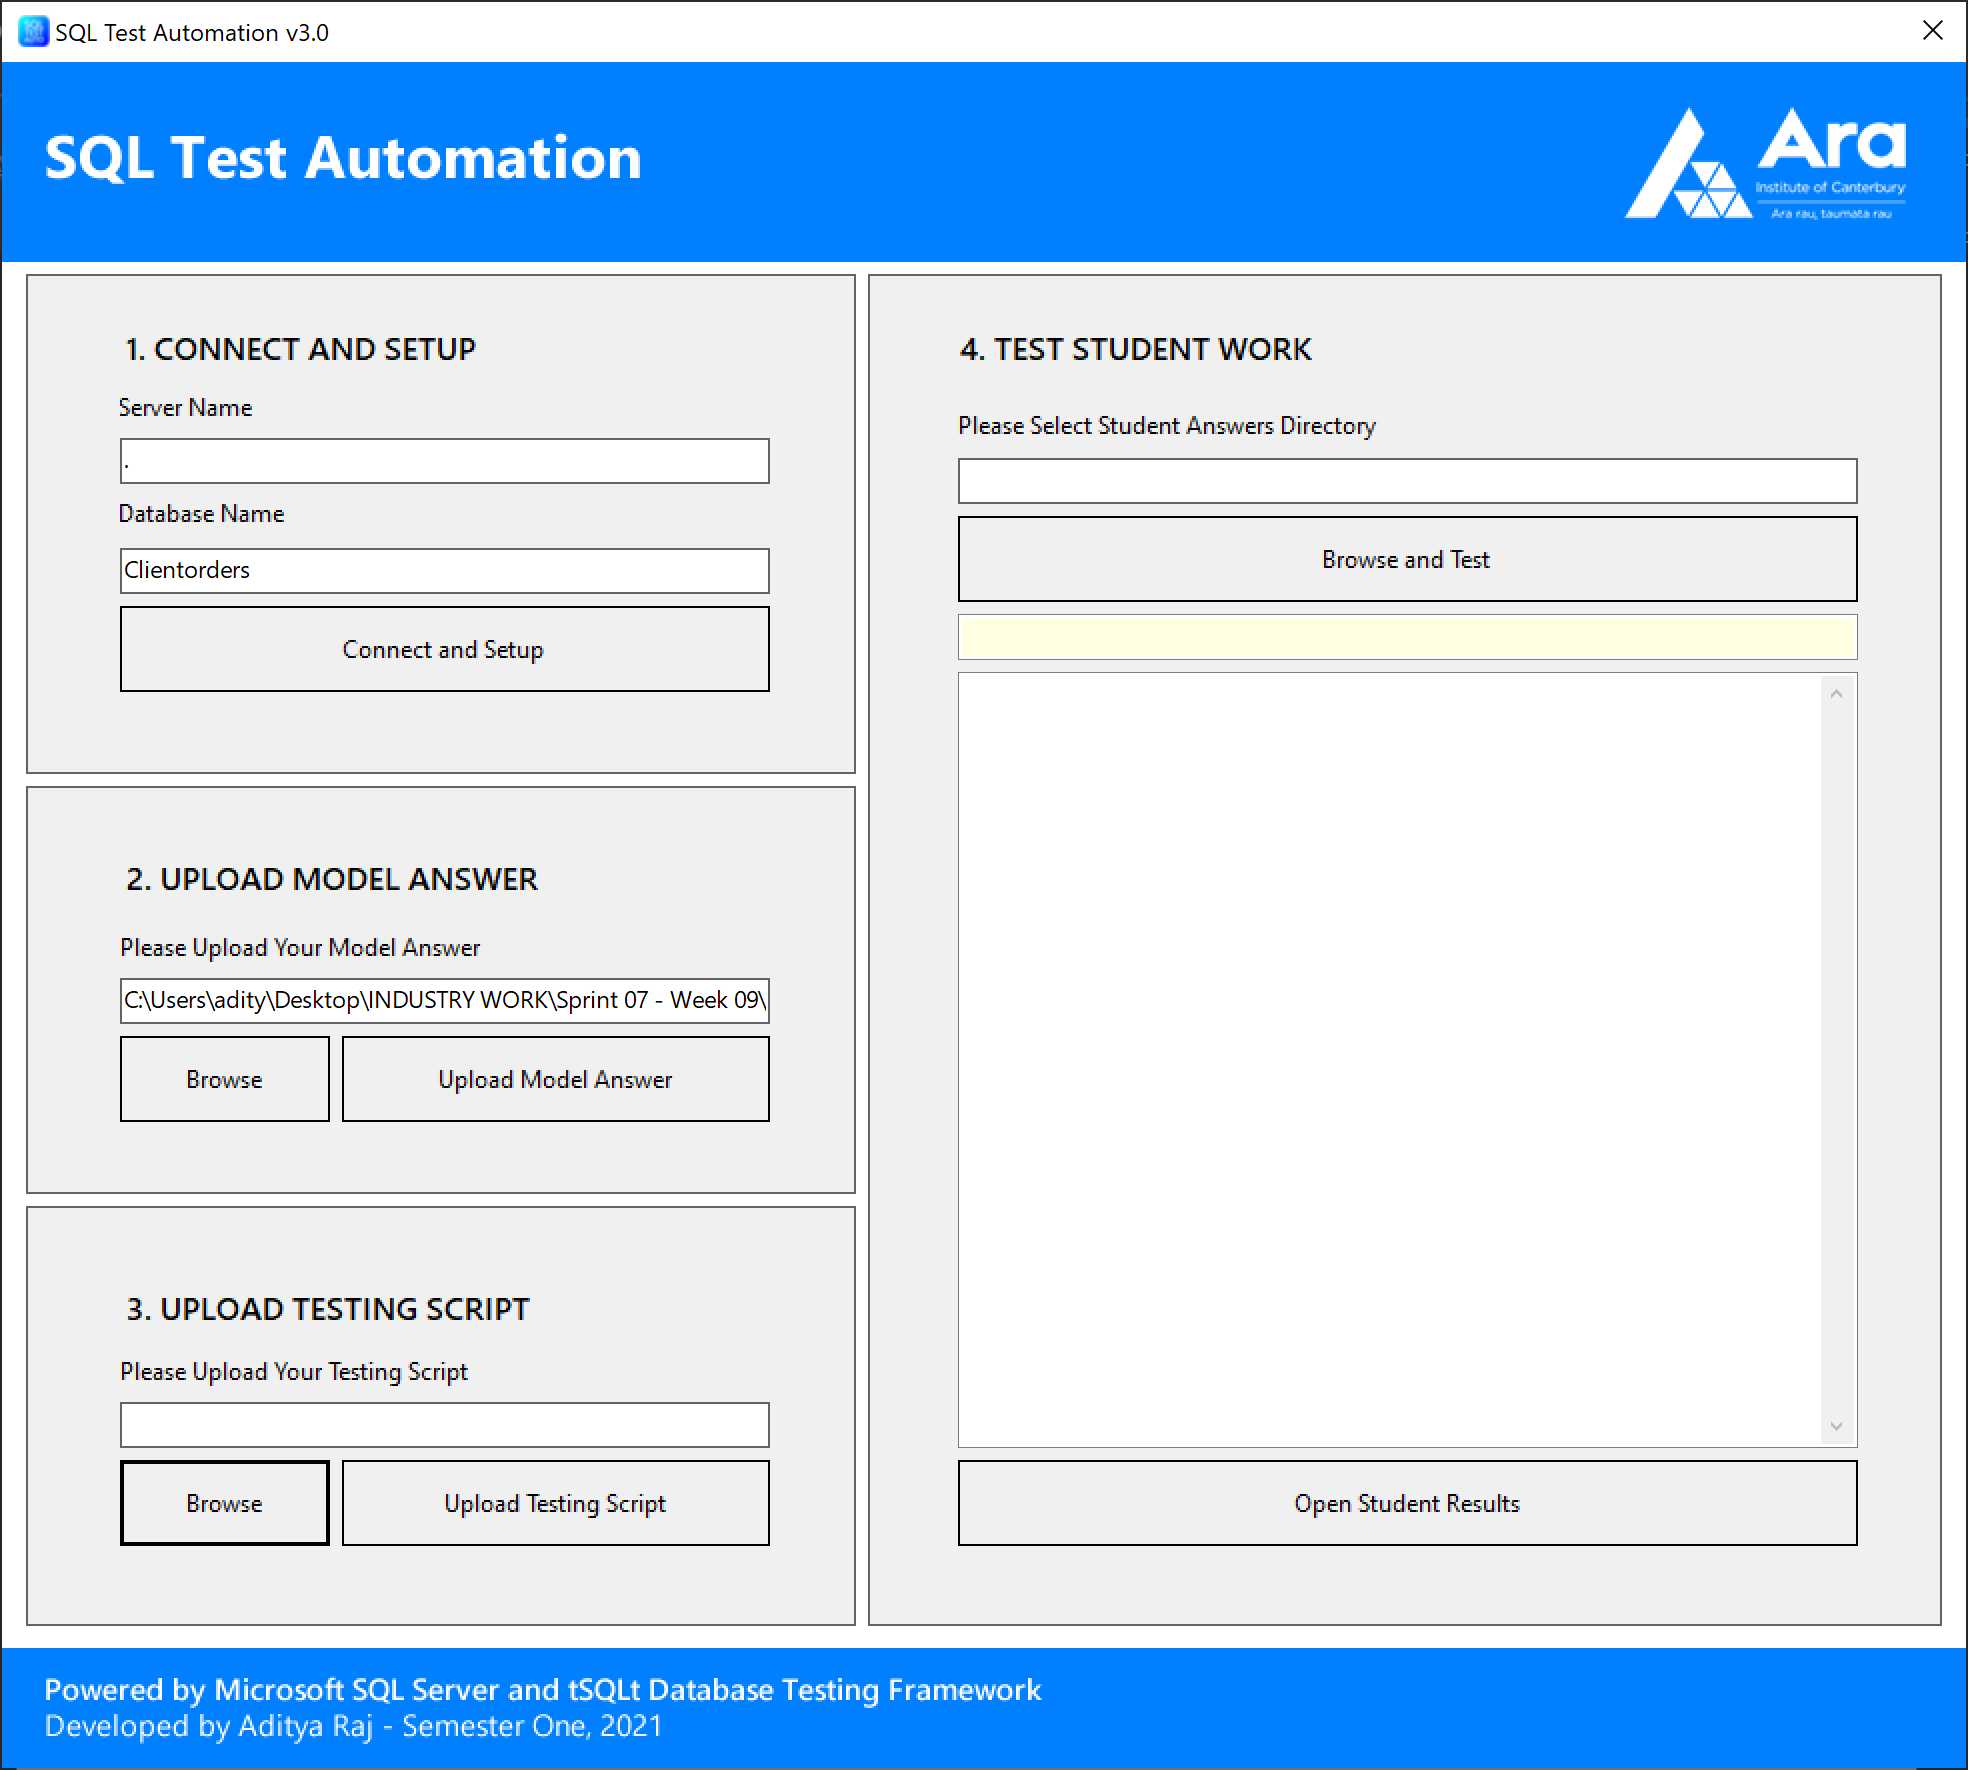 SQL Test Automation v3.0
SQL Test Automation
Ara
Institute of Canterbury
Ara rau, taumata rau
1. CONNECT AND SETUP
Server Name
.
Database Name
Clientorders
Connect and Setup
2. UPLOAD MODEL ANSWER
Please Upload Your Model Answer
C:\Users\adity\Desktop\INDUSTRY WORK\Sprint 07 - Week 09\
Browse
Upload Model Answer
3. UPLOAD TESTING SCRIPT
Please Upload Your Testing Script
Browse
Upload Testing Script
4. TEST STUDENT WORK
Please Select Student Answers Directory
Browse and Test
Open Student Results
Powered by Microsoft SQL Server and tSQLt Database Testing Framework
Developed by Aditya Raj - Semester One, 2021